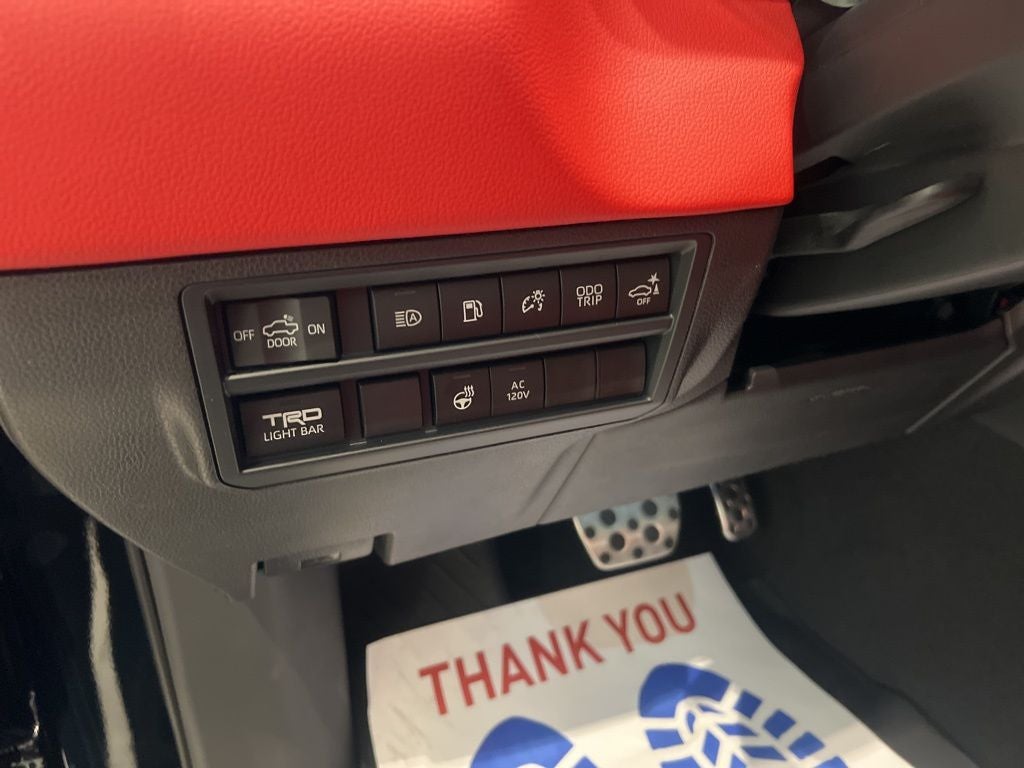 OFF DOOR ON
A
ODO
TRIP
OFF
TRD
LIGHT BAR
AC
120V
THANK YOU